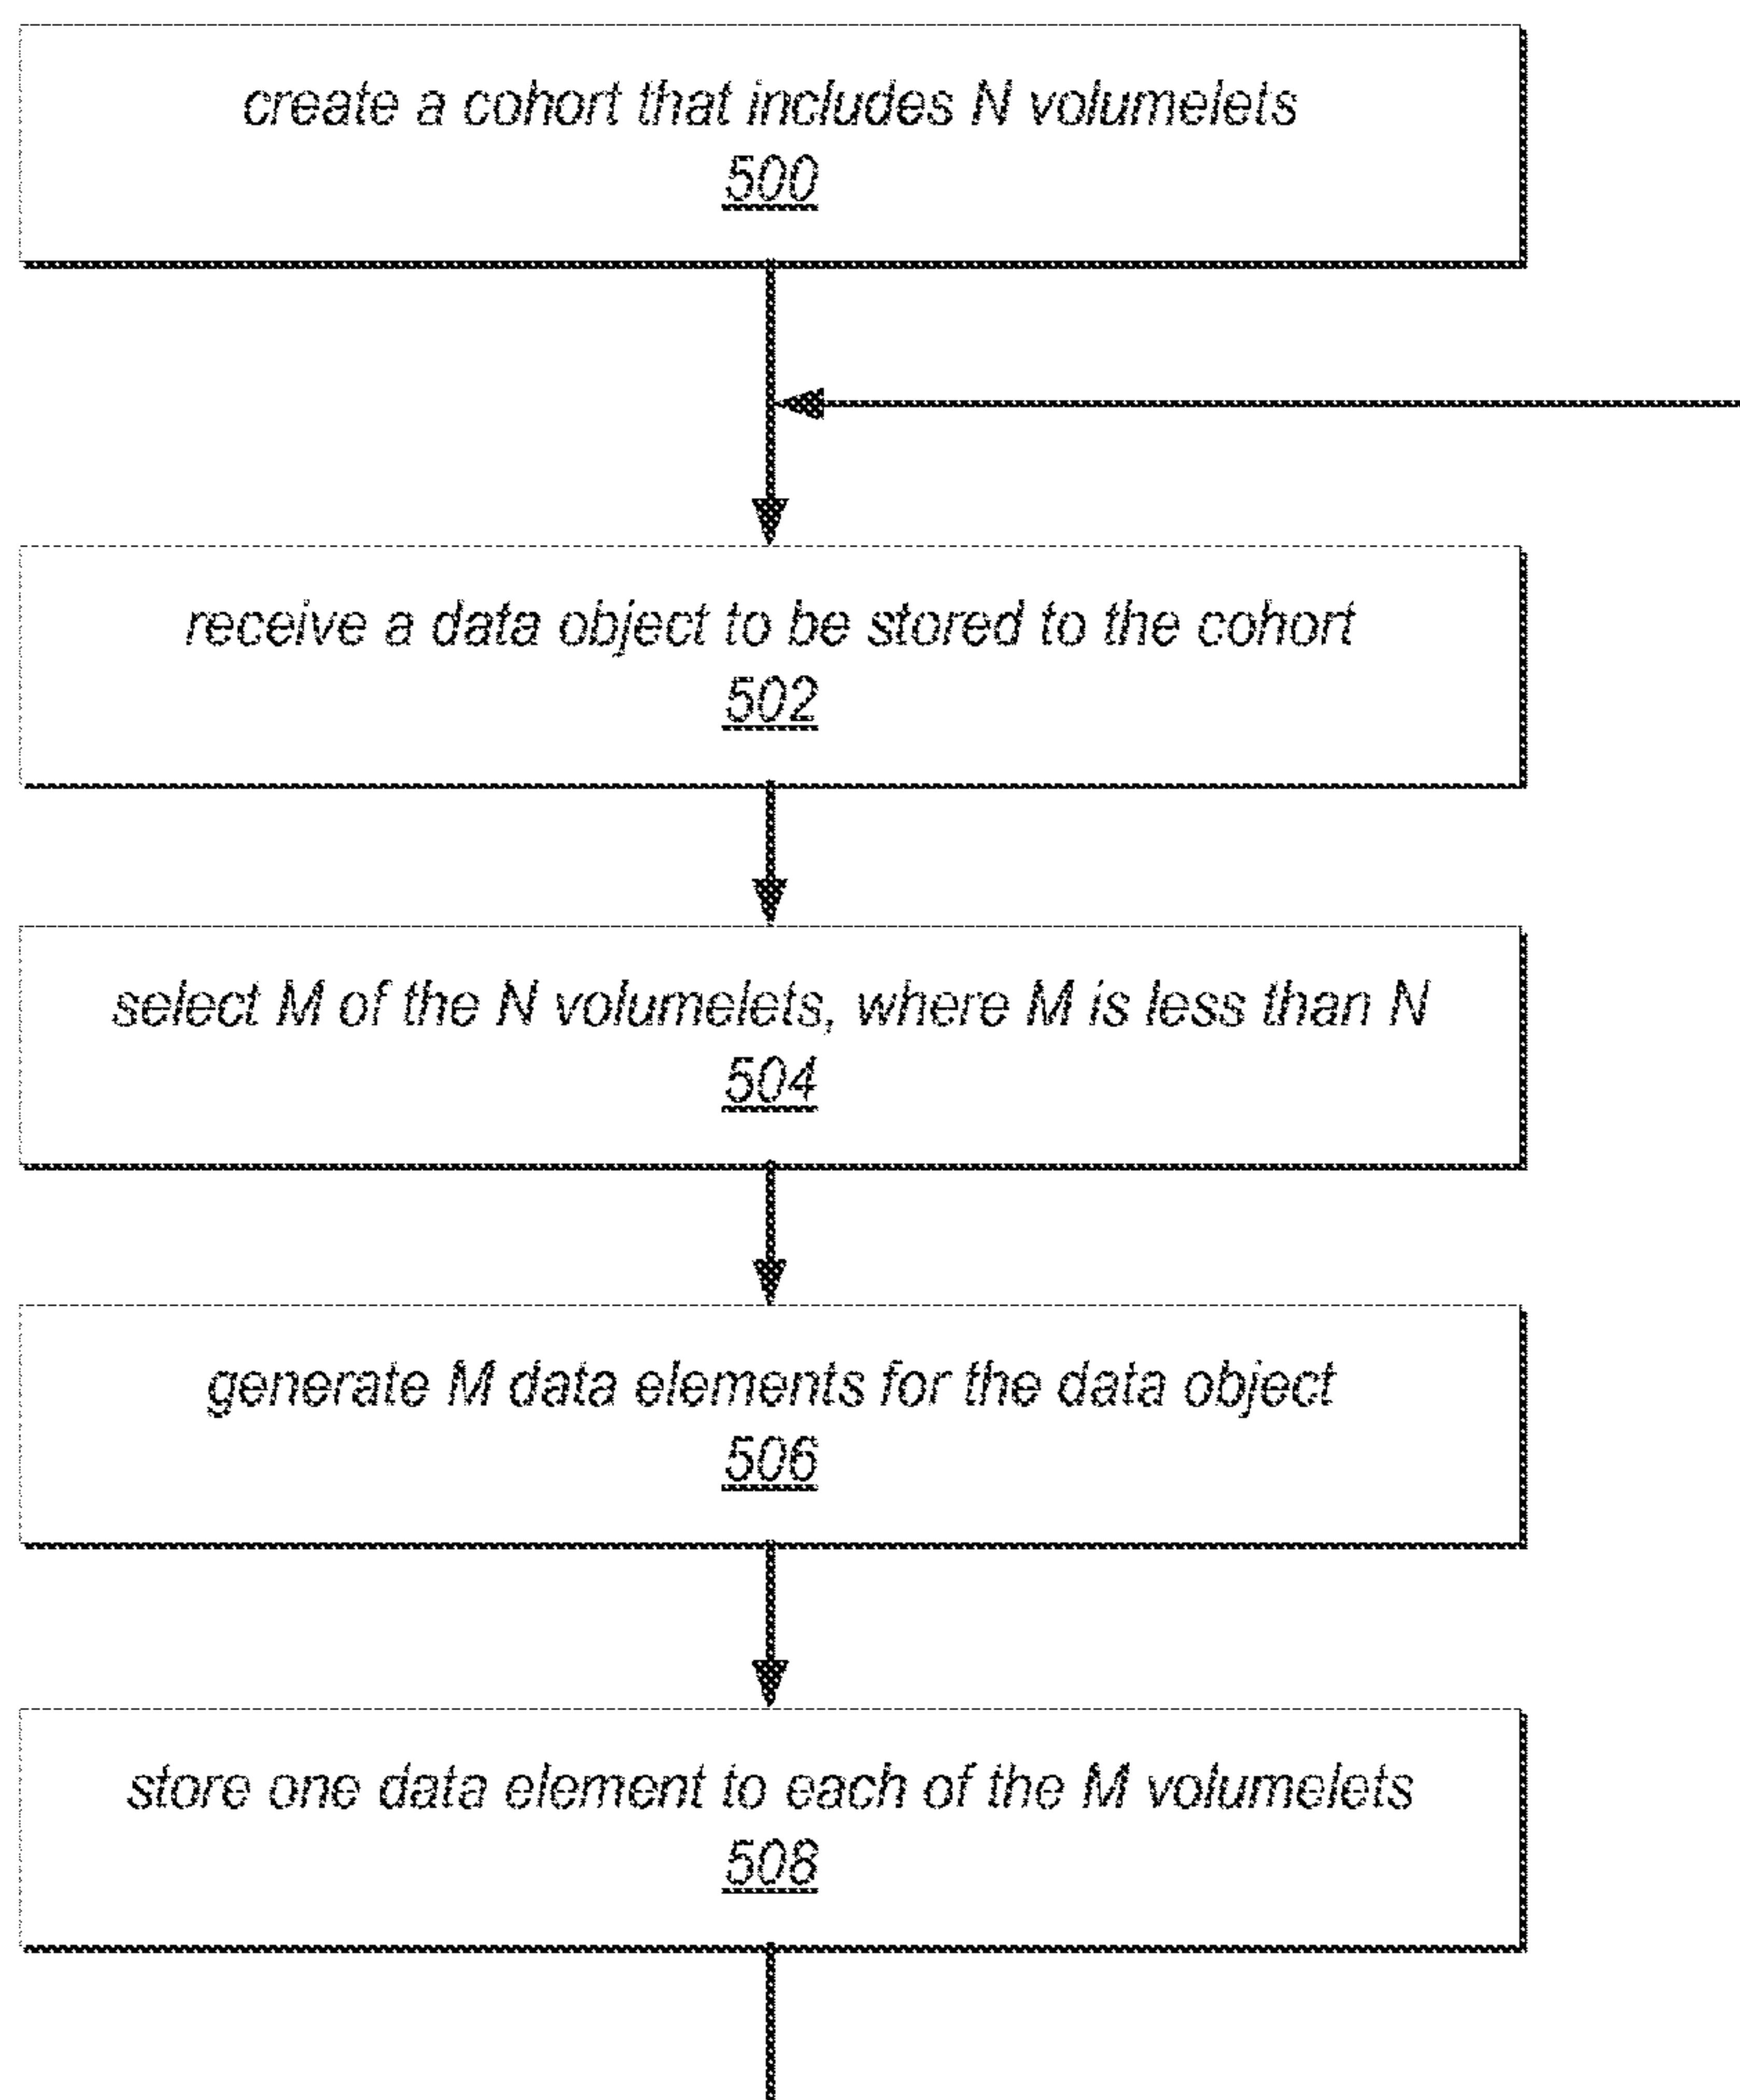 create a cohort that includes N volumelets
500
receive a data object to be stored to the cohort
502
select M of the N volumelets, where M is less than N
504
generate M data elements for the data object
506
store one data element to each of the M volumelets
508